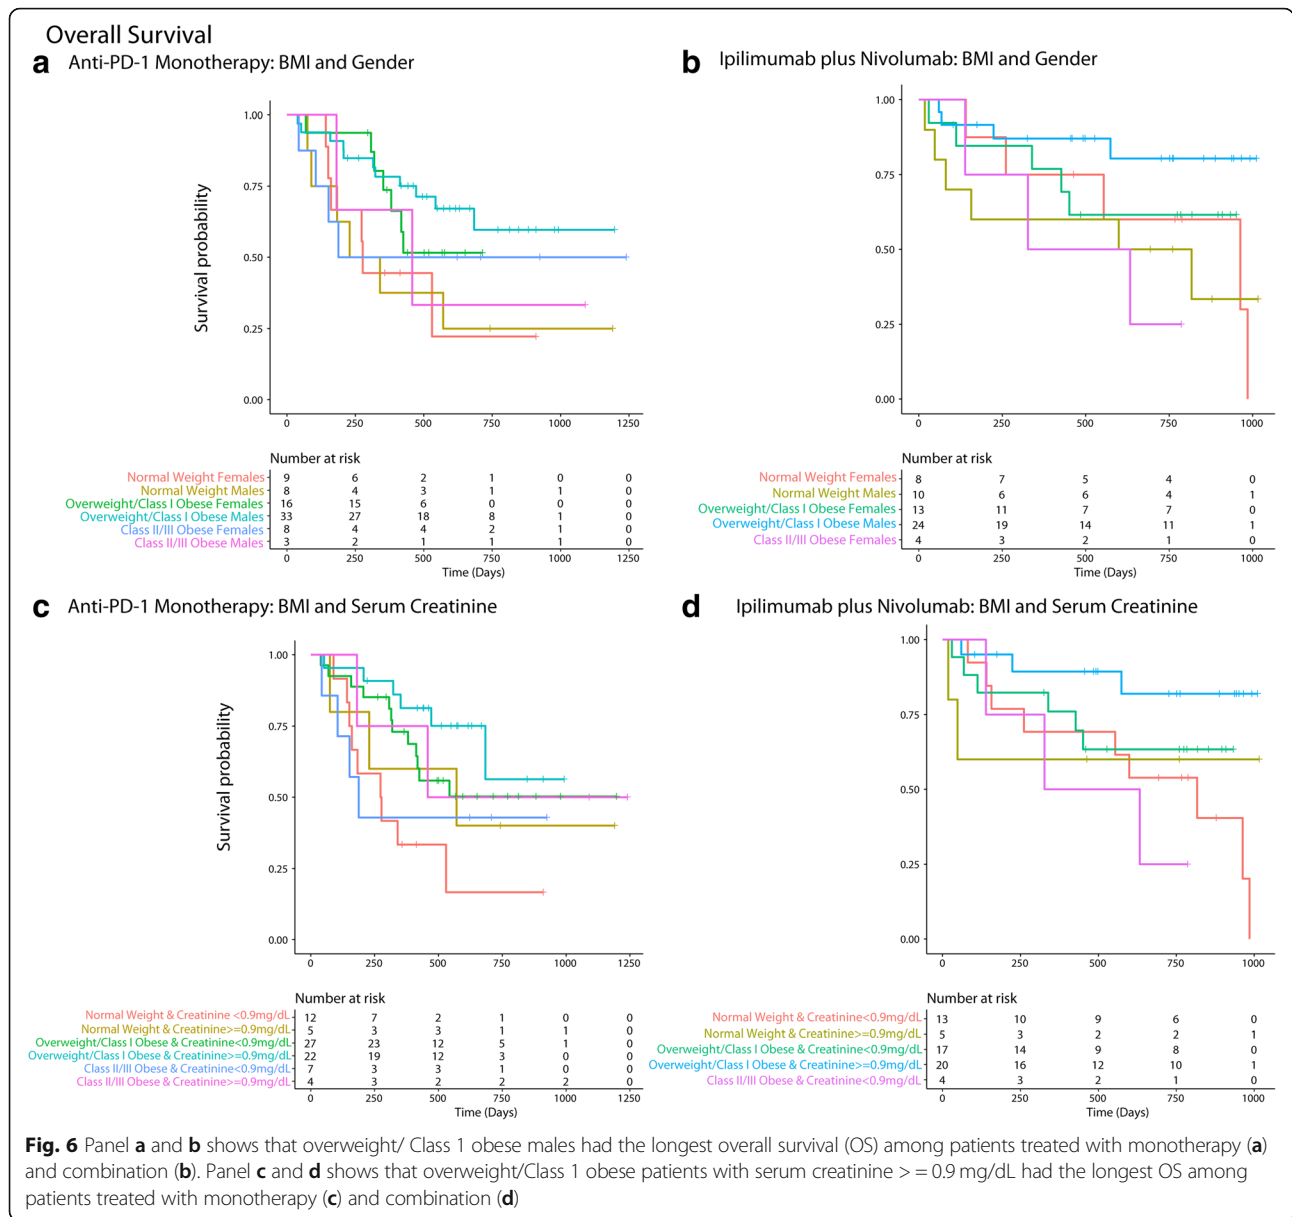 Overall Survival
a Anti-PD-1 Monotherapy: BMI and Gender
Survival probability
1.00
0.75
0.50
0.25
0.00
0 250 500 750 1000 1250
Number at risk
Normal Weight Females 9 6 2 1 0 0
Normal Weight Males 8 4 3 1 1 0
Overweight/Class I Obese Females 16 15 6 0 0 0
Overweight/Class I Obese Males 33 27 18 8 1 0
Class II/III Obese Females 8 4 4 2 1 0
Class II/III Obese Males 3 2 1 1 1 0
0 250 500 750 1000 1250
Time (Days)
b Ipilimumab plus Nivolumab: BMI and Gender
1.00
0.75
0.50
0.25
0.00
0 250 500 750 1000
Number at risk
Normal Weight Females 8 7 5 4 0
Normal Weight Males 10 6 6 4 1
Overweight/Class I Obese Females 13 11 7 7 0
Overweight/Class I Obese Males 24 19 14 11 1
Class II/III Obese Females 4 3 2 1 0
0 250 500 750 1000
Time (Days)
c Anti-PD-1 Monotherapy: BMI and Serum Creatinine
Survival probability
1.00
0.75
0.50
0.25
0.00
0 250 500 750 1000 1250
Number at risk
Normal Weight & Creatinine <0.9mg/dL 12 7 2 1 0 0
Normal Weight & Creatinine>=0.9mg/dL 5 3 3 1 1 0
Overweight/Class I Obese & Creatinine<0.9mg/dL 27 23 12 5 1 0
Overweight/Class I Obese & Creatinine>=0.9mg/dL 22 19 12 3 0 0
Class II/III Obese & Creatinine<0.9mg/dL 7 3 3 1 0 0
Class II/III Obese & Creatinine>=0.9mg/dL 4 3 2 2 2 0
0 250 500 750 1000 1250
Time (Days)
d Ipilimumab plus Nivolumab: BMI and Serum Creatinine
1.00
0.75
0.50
0.25
0.00
0 250 500 750 1000
Number at risk
Normal Weight & Creatinine<0.9mg/dL 13 10 9 6 0
Normal Weight & Creatinine>=0.9mg/dL 5 3 2 2 1
Overweight/Class I Obese & Creatinine<0.9mg/dL 17 14 9 8 0
Overweight/Class I Obese & Creatinine>=0.9mg/dL 20 16 12 10 1
Class II/III Obese & Creatinine<0.9mg/dL 4 3 2 1 0
0 250 500 750 1000
Time (Days)
Fig. 6 Panel a and b shows that overweight/ Class 1 obese males had the longest overall survival (OS) among patients treated with monotherapy (a)
and combination (b). Panel c and d shows that overweight/Class 1 obese patients with serum creatinine > = 0.9 mg/dL had the longest OS among
patients treated with monotherapy (c) and combination (d)